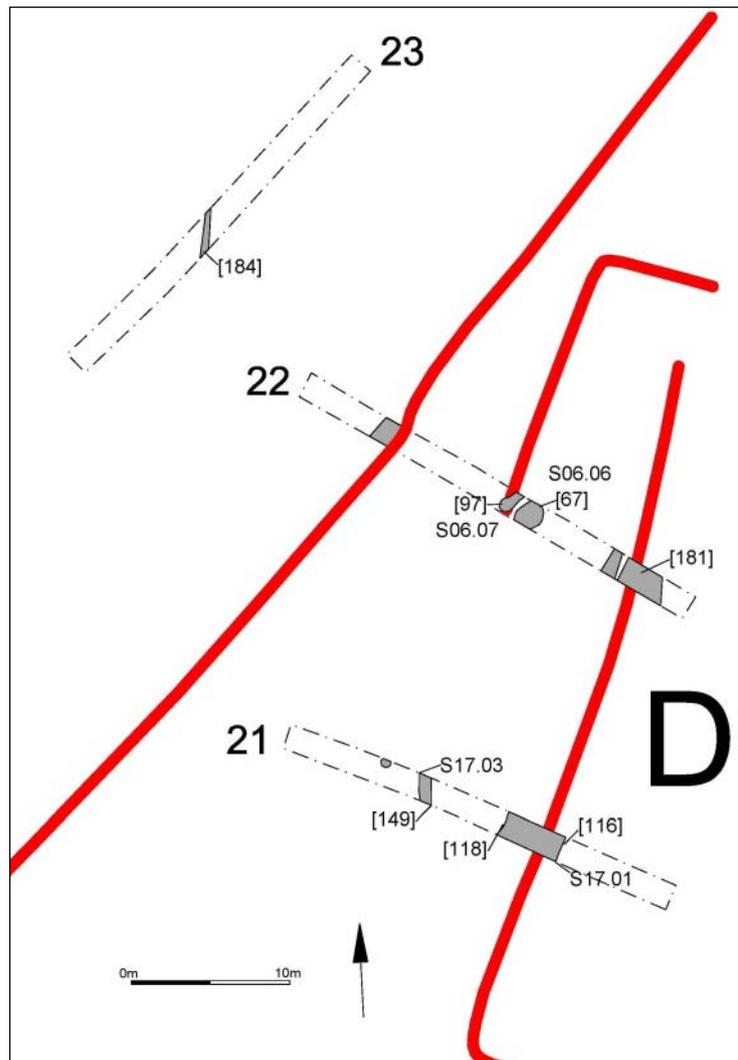 23
[184]
22
S06.06
[97]
[67]
S06.07
[181]
D
21
S17.03
[149]
[116]
[118]
S17.01
0m
10m